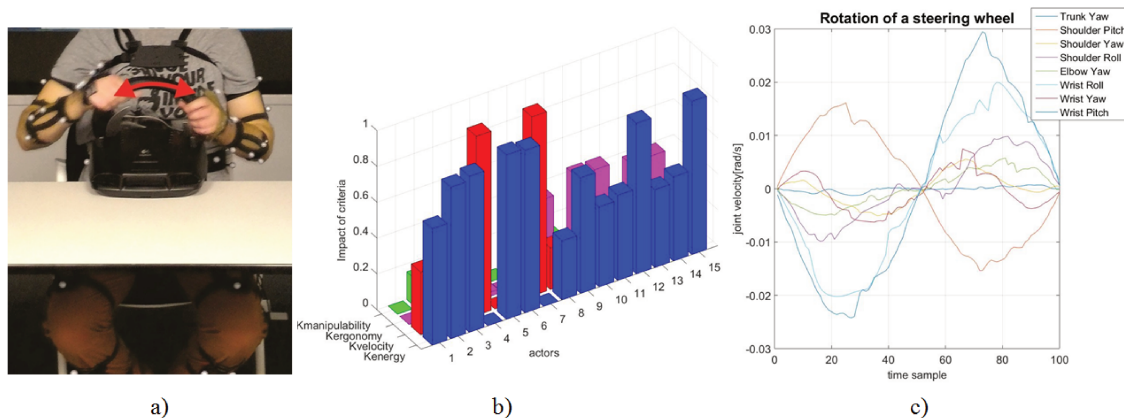 Rotation of a steering wheel
Trunk Yaw
Shoulder Pitch
Shoulder Yaw
Shoulder Roll
Elbow Yaw
Wrist Roll
Wrist Yaw
Wrist Pitch
Impact of criteria
1
0.8
0.6
0.4
0.2
0
Kmanipulability
Kergonomy
Kvelocity
Kenergy
1
2
3
4
5
6
7
8
9
10
11
12
13
14
15
actors
joint velocity[rad/s]
0.03
0.02
0.01
0
-0.01
-0.02
-0.03
0
20
40
60
80
100
time sample
a)
b)
c)